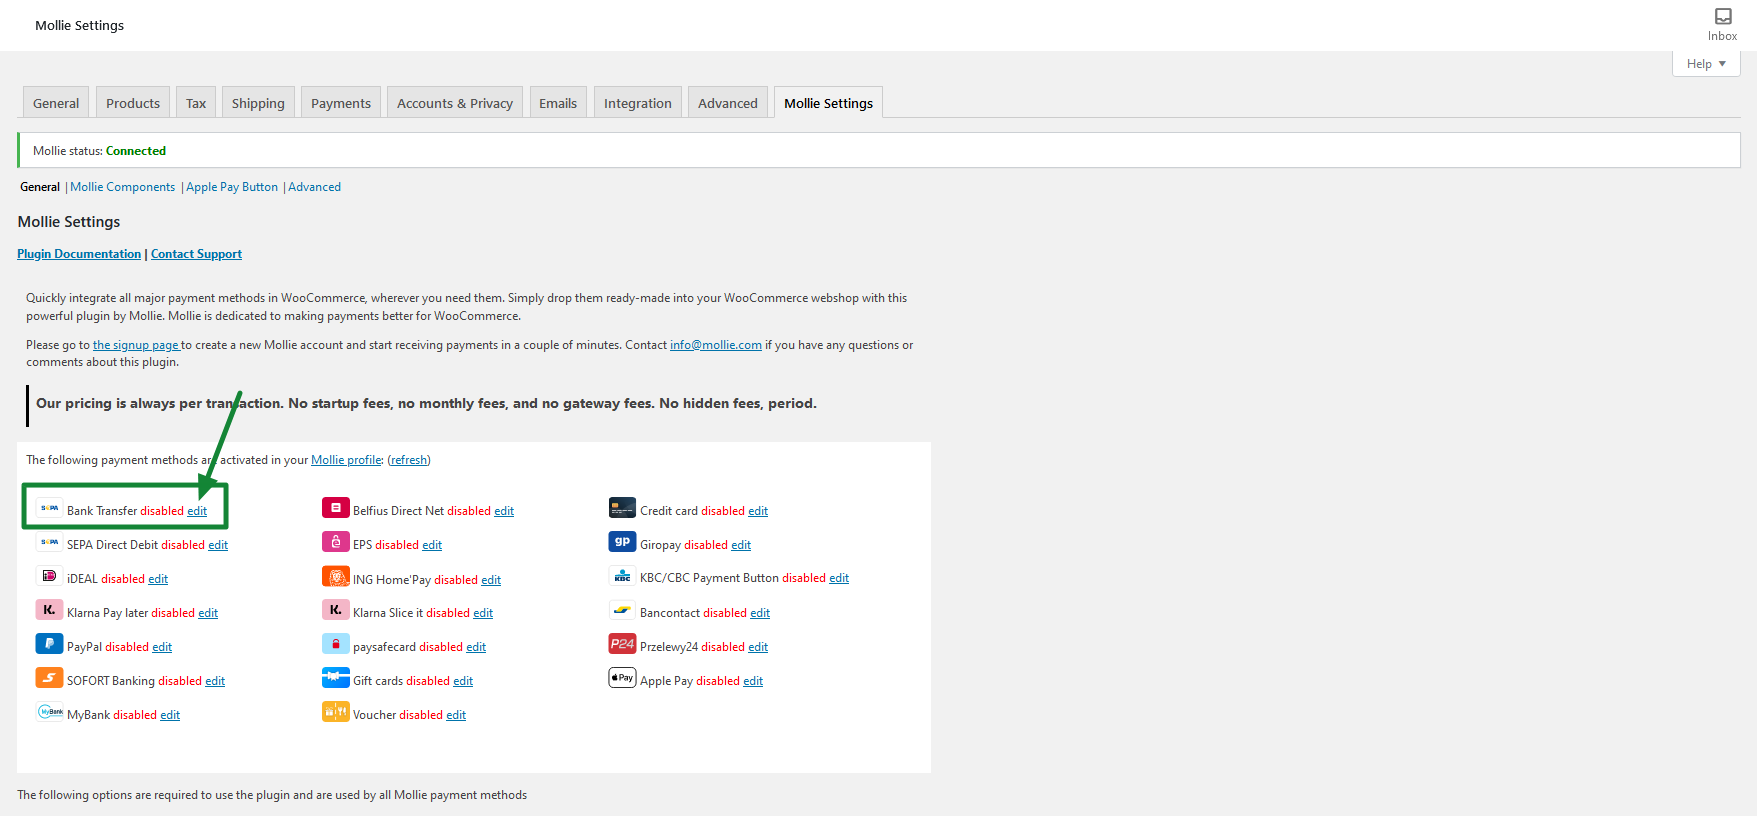 Mollie Settings
Inbox
Help ▼
General Products Tax Shipping Payments Accounts & Privacy Emails Integration Advanced Mollie Settings
Mollie status: Connected
General | Mollie Components | Apple Pay Button | Advanced
Mollie Settings
Plugin Documentation | Contact Support
Quickly integrate all major payment methods in WooCommerce, wherever you need them. Simply drop them ready-made into your WooCommerce webshop with this
powerful plugin by Mollie. Mollie is dedicated to making payments better for WooCommerce.
Please go to the signup page to create a new Mollie account and start receiving payments in a couple of minutes. Contact info@mollie.com if you have any questions or
comments about this plugin.
Our pricing is always per transaction. No startup fees, no monthly fees, and no gateway fees. No hidden fees, period.
The following payment methods are activated in your Mollie profile: (refresh)
SEPA Bank Transfer disabled edit Belfius Direct Net disabled edit Credit card disabled edit
SEPA SEPA Direct Debit disabled edit EPS disabled edit gp Giropay disabled edit
iDEAL disabled edit ING Home'Pay disabled edit KBC KBC/CBC Payment Button disabled edit
K. Klarna Pay later disabled edit K. Klarna Slice it disabled edit Bancontact disabled edit
PayPal disabled edit paysafecard disabled edit P24 Przelewy24 disabled edit
SOFORT Banking disabled edit Gift cards disabled edit Pay Apple Pay disabled edit
MyBank MyBank disabled edit Voucher disabled edit
The following options are required to use the plugin and are used by all Mollie payment methods